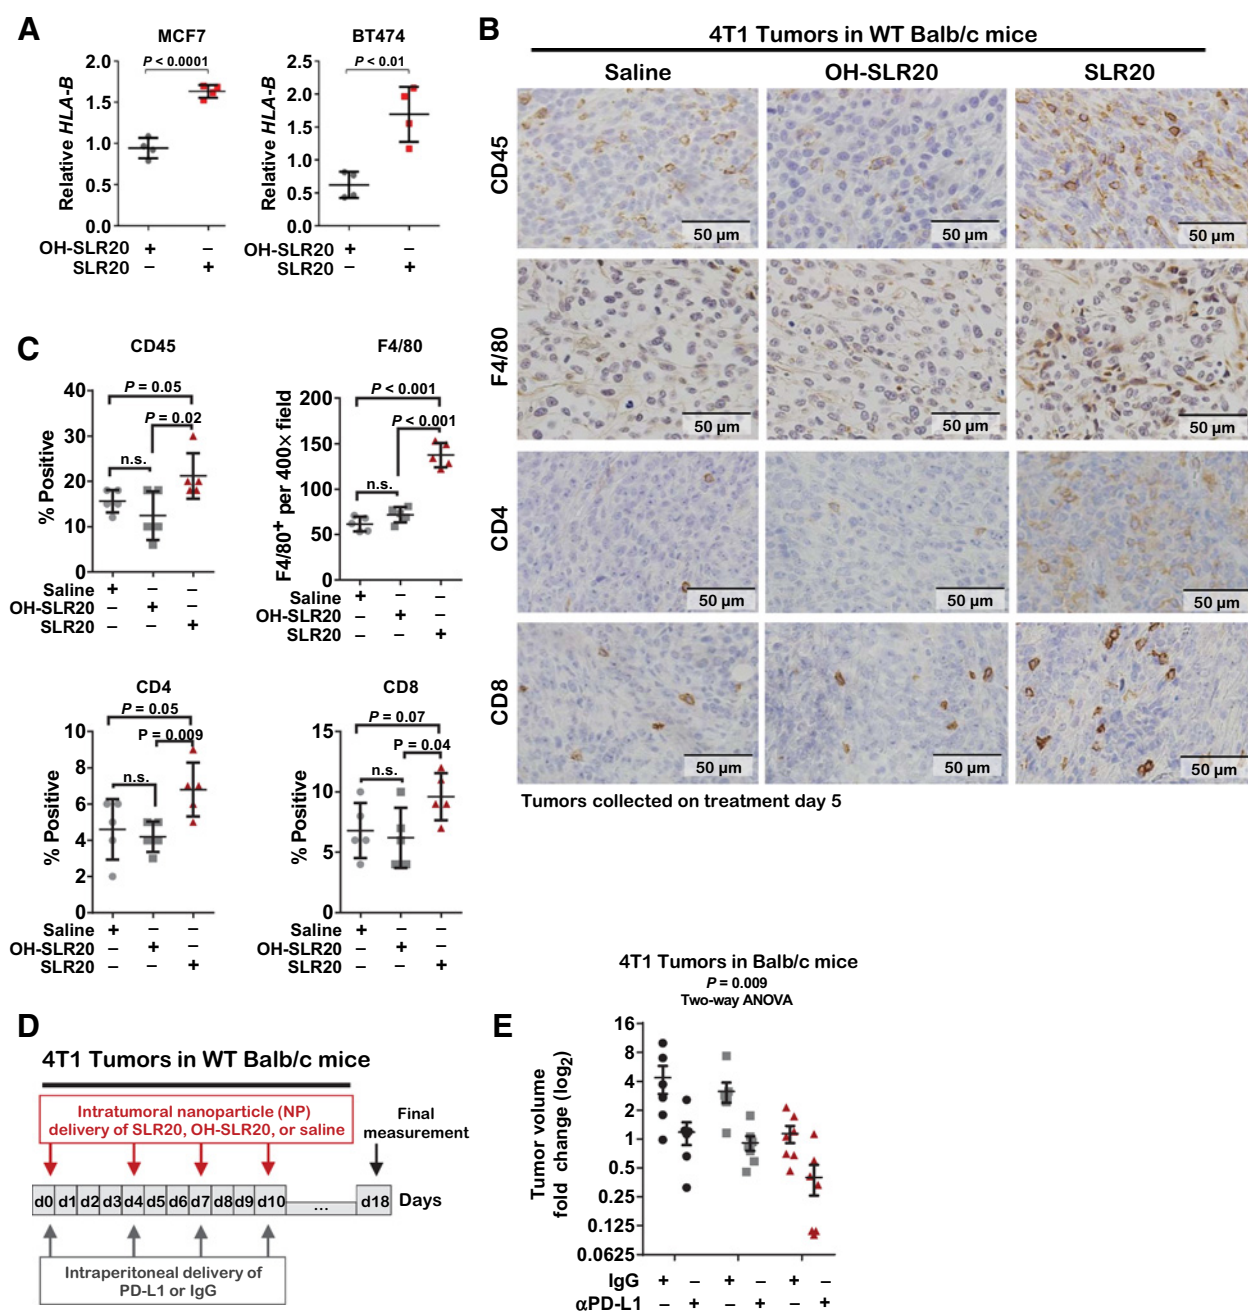 A
MCF7
P < 0.0001
Relative HLA-B
2.0
1.5
1.0
0.5
0.0
OH-SLR20 + –
SLR20 – +
BT474
P < 0.01
Relative HLA-B
2.5
2.0
1.5
1.0
0.5
0.0
OH-SLR20 + –
SLR20 – +
B
4T1 Tumors in WT Balb/c mice
Saline OH-SLR20 SLR20
CD45
50 µm 50 µm 50 µm
F4/80
50 µm 50 µm 50 µm
CD4
50 µm 50 µm 50 µm
CD8
50 µm 50 µm 50 µm
Tumors collected on treatment day 5
C
CD45
P = 0.05
P = 0.02
n.s.
% Positive
40
30
20
10
0
Saline + – –
OH-SLR20 – + –
SLR20 – – +
F4/80
P < 0.001
P < 0.001
n.s.
F4/80+ per 400× field
200
150
100
50
0
Saline + – –
OH-SLR20 – + –
SLR20 – – +
CD4
P = 0.05
P = 0.009
n.s.
% Positive
10
8
6
4
2
0
Saline + – –
OH-SLR20 – + –
SLR20 – – +
CD8
P = 0.07
P = 0.04
n.s.
% Positive
15
10
5
0
Saline + – –
OH-SLR20 – + –
SLR20 – – +
D
4T1 Tumors in WT Balb/c mice
Intratumoral nanoparticle (NP)
delivery of SLR20, OH-SLR20, or saline
Final
measurement
d0 d1 d2 d3 d4 d5 d6 d7 d8 d9 d10 ... d18 Days
Intraperitoneal delivery of
PD-L1 or IgG
E
4T1 Tumors in Balb/c mice
P = 0.009
Two-way ANOVA
Tumor volume
fold change (log2)
16
8
4
2
1
0.5
0.25
0.125
0.0625
IgG + – + – + –
αPD-L1 – + – + – +